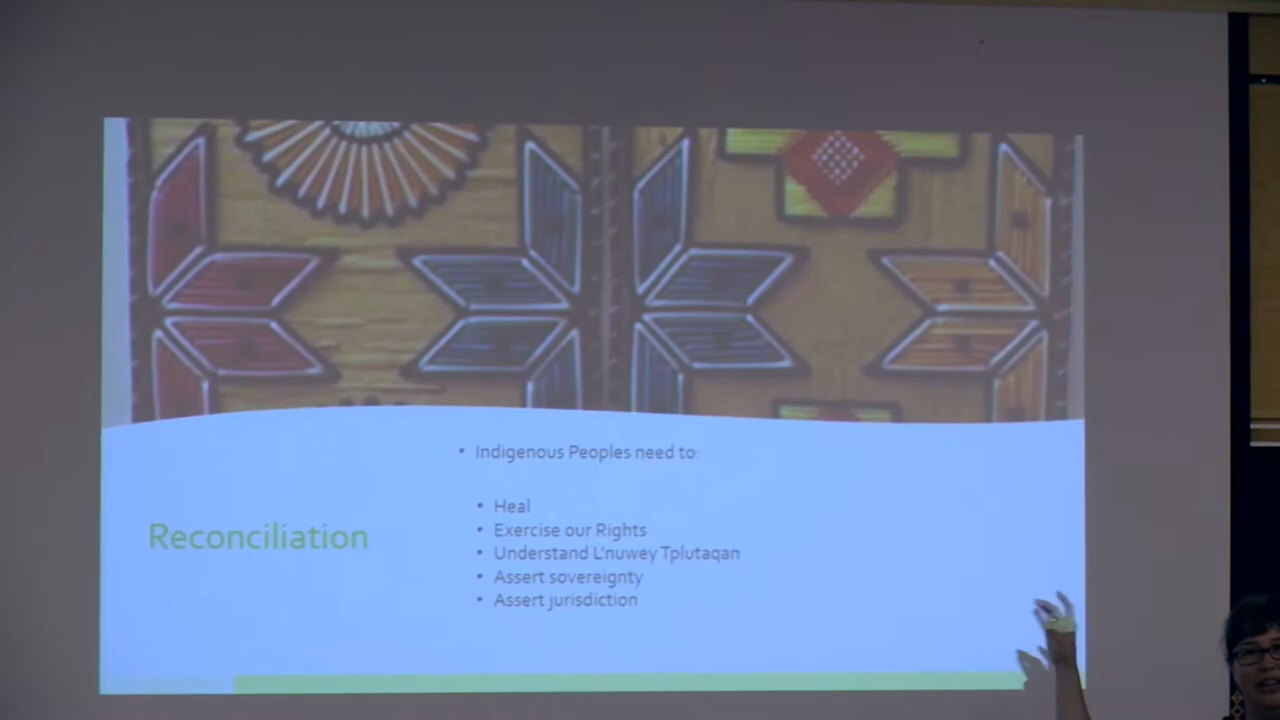 Indigenous Peoples need to:
Heal
Exercise our Rights
Understand L'nuwey Tplutaqan
Assert sovereignty
Assert jurisdiction
Reconciliation